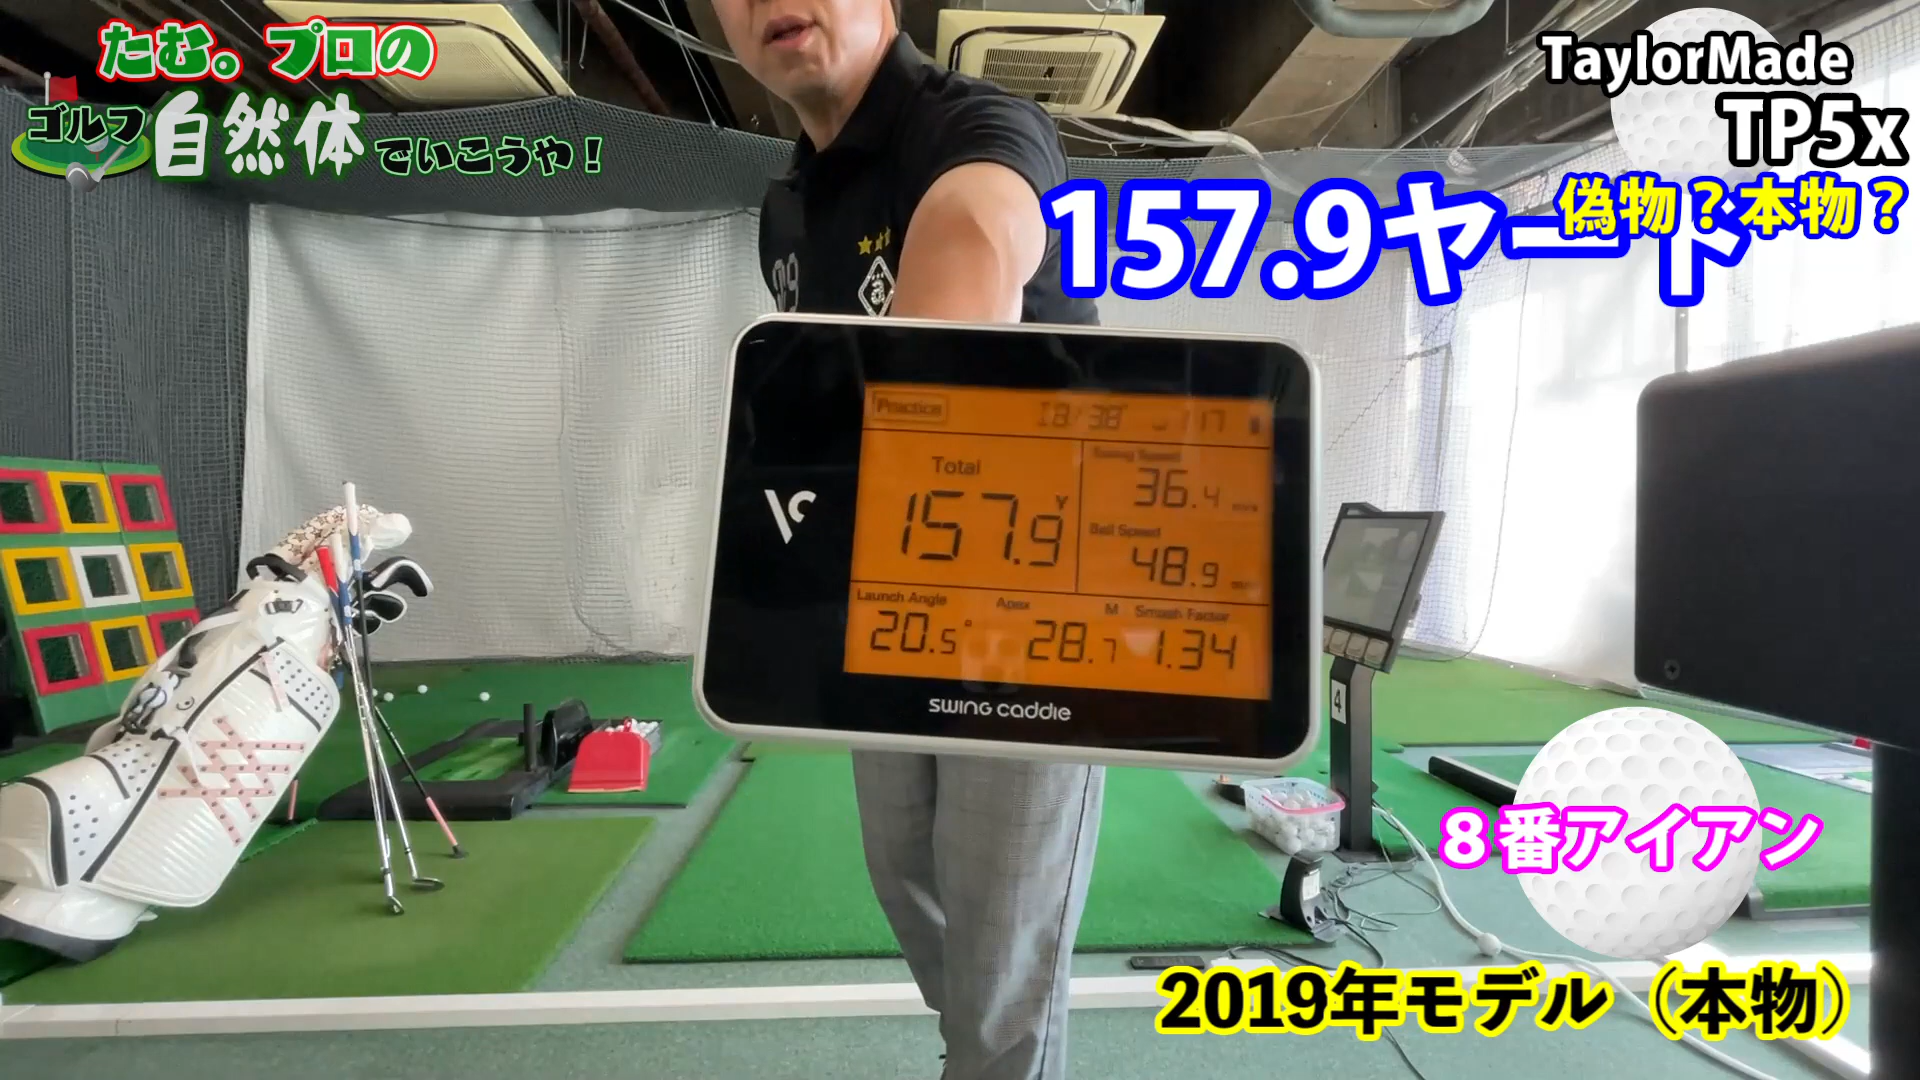 たむ。プロの
ゴルフ 自然体 でいこうや！
TaylorMade
TP5x
偽物？本物？
157.9ヤード
Practice
Total
157.9 Y
Swing Speed
36.4
Ball Speed
48.9
Launch Angle
20.5°
Apex M
28.7
Smash Factor
1.34
swing caddie
4
8番アイアン
2019年モデル（本物）